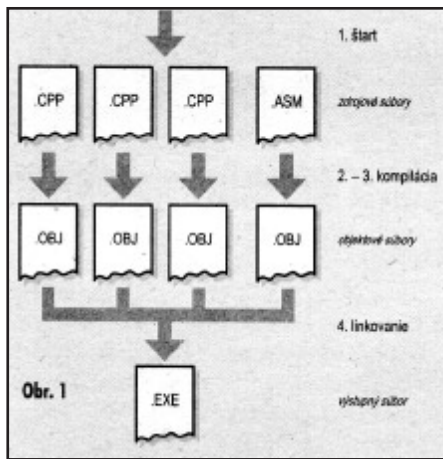 1. štart
.CPP .CPP .CPP .ASM zdrojové súbory
2. – 3. kompilácia
.OBJ .OBJ .OBJ .OBJ objektové súbory
4. linkovanie
Obr. 1
.EXE výstupný súbor